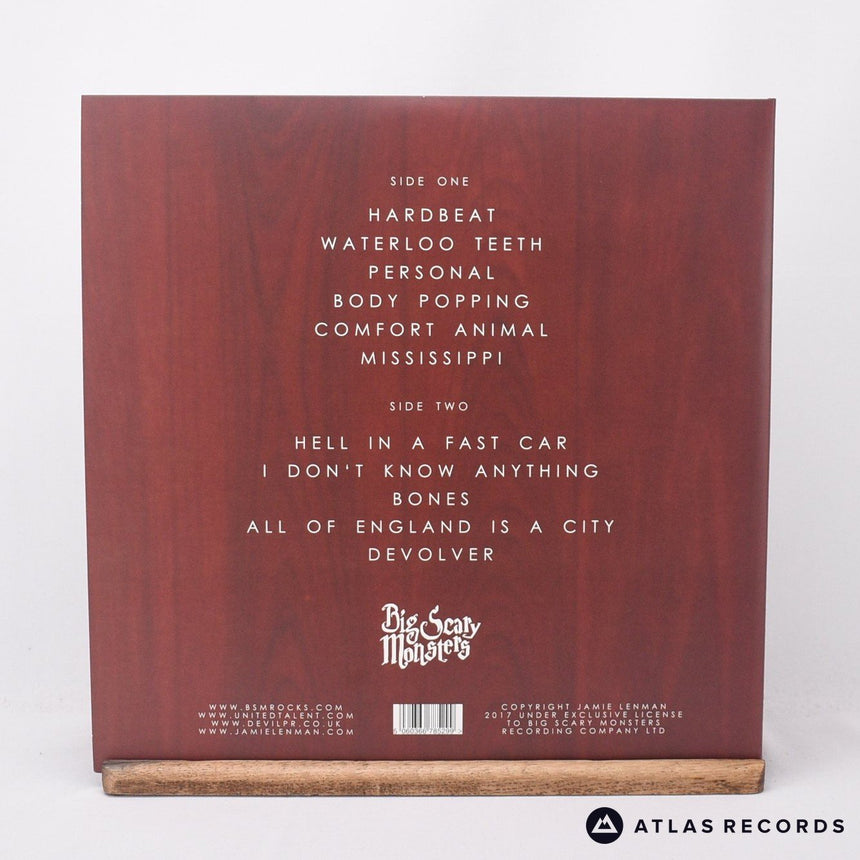 SIDE ONE
HARDBEAT
WATERLOO TEETH
PERSONAL
BODY POPPING
COMFORT ANIMAL
MISSISSIPPI
SIDE TWO
HELL IN A FAST CAR
I DON'T KNOW ANYTHING
BONES
ALL OF ENGLAND IS A CITY
DEVOLVER
Big Scary
Monsters
WWW.BSMROCKS.COM
WWW.UNITEDTALENT.COM
WWW.DEVILPR.CO.UK
WWW.JAMIELENMAN.COM
COPYRIGHT JAMIE LENMAN
2017 UNDER EXCLUSIVE LICENSE
TO BIG SCARY MONSTERS
RECORDING COMPANY LTD
ATLAS RECORDS